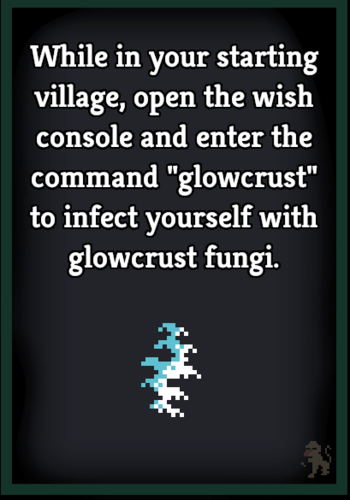 While in your starting
village, open the wish
console and enter the
command "glowcrust"
to infect yourself with
glowcrust fungi.